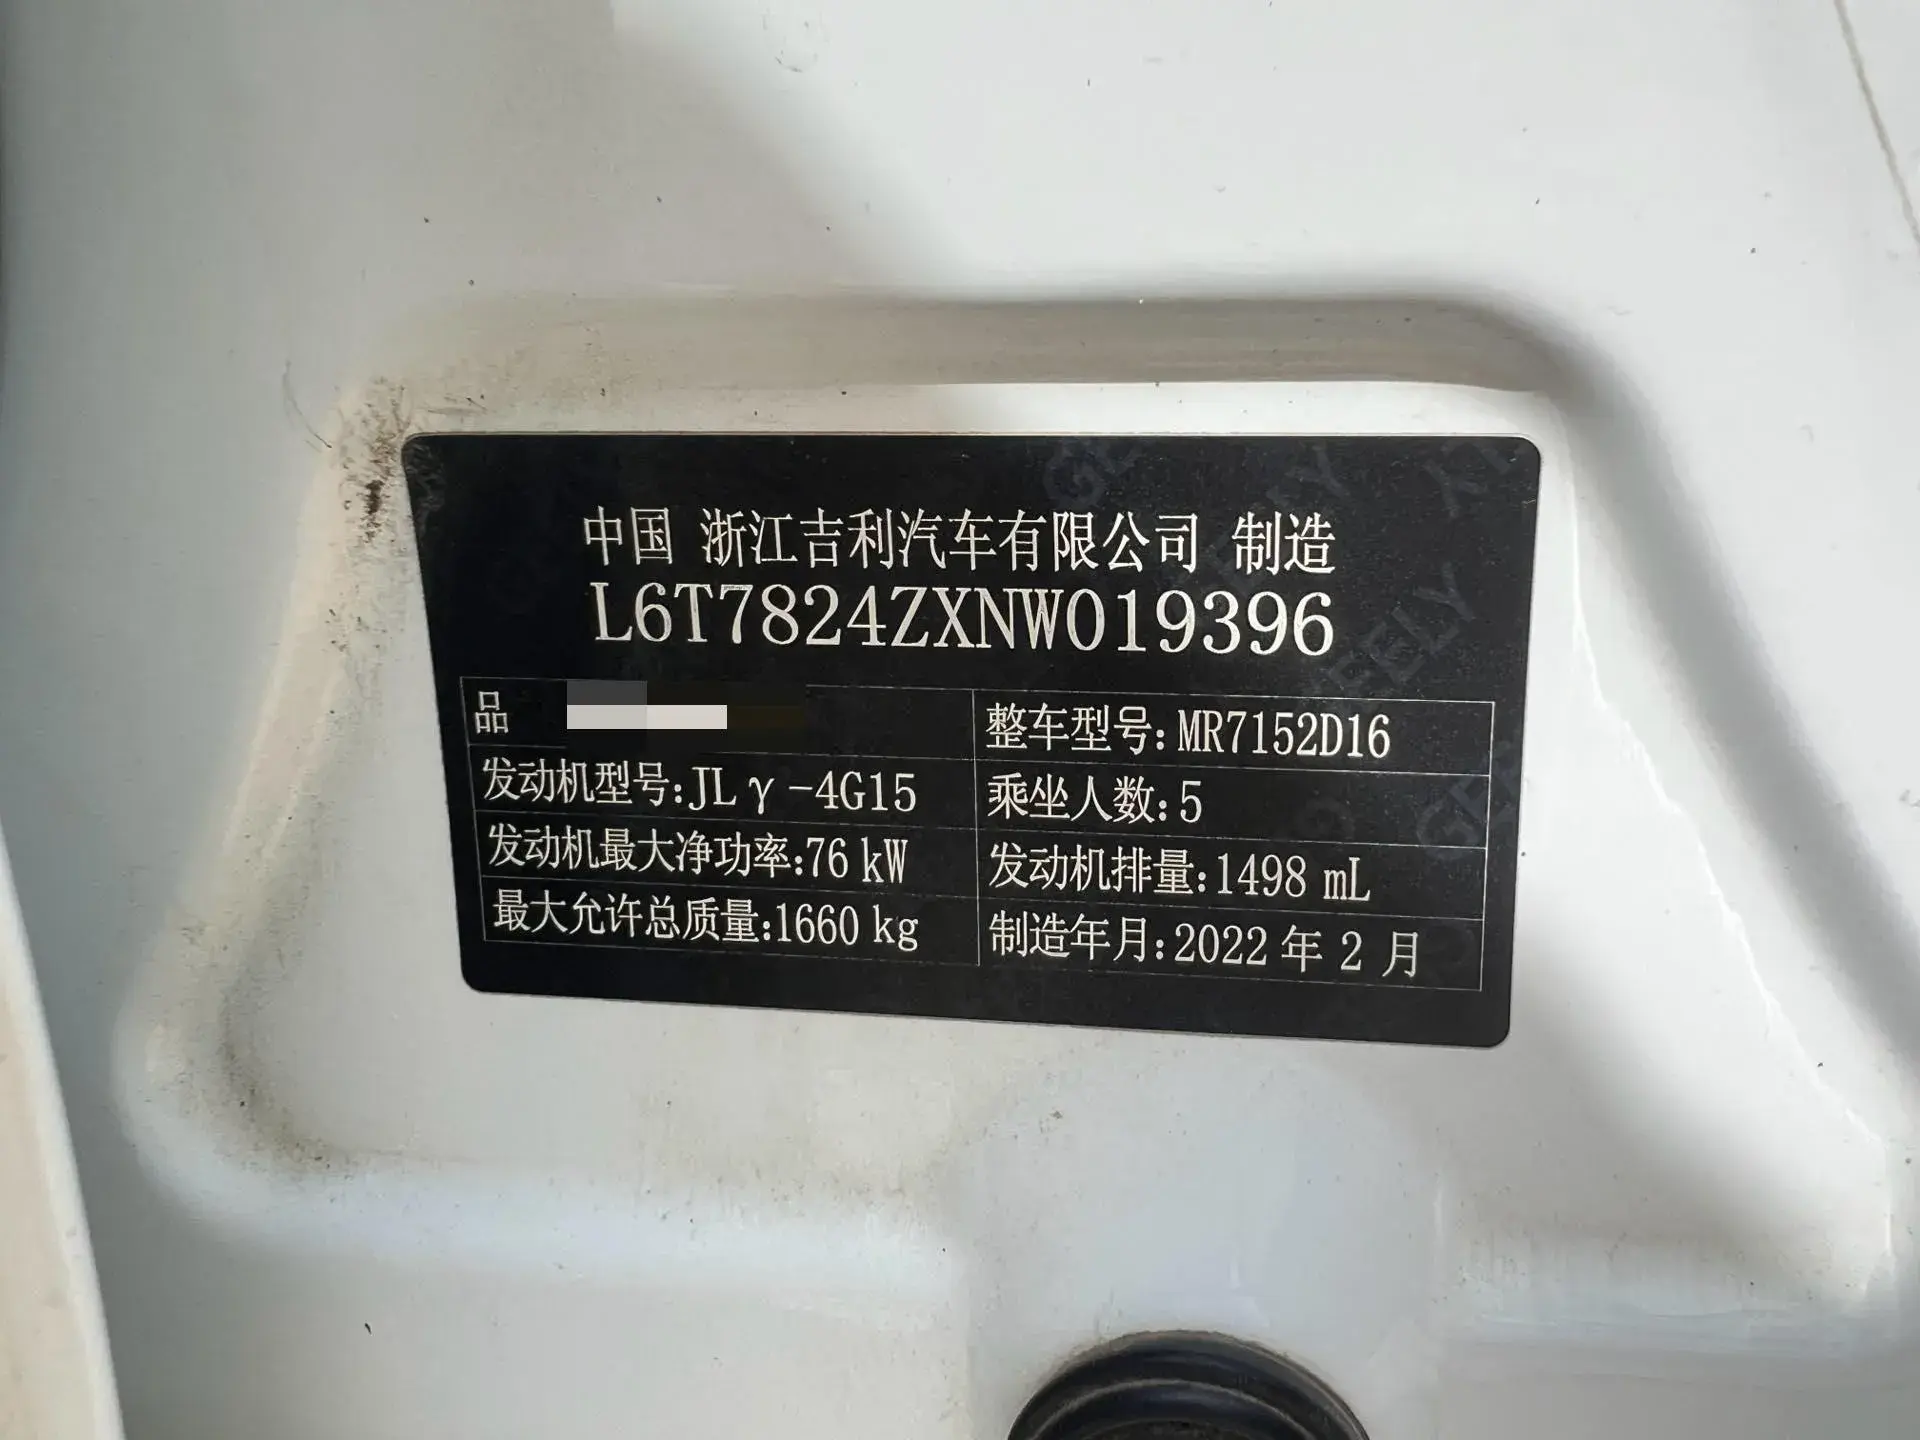 中国 浙江吉利汽车有限公司 制造
L6T7824ZXNW019396
品
整车型号:MR7152D16
发动机型号:JLγ-4G15
乘坐人数:5
发动机最大净功率:76 kW
发动机排量:1498 mL
最大允许总质量:1660 kg
制造年月:2022 年 2 月